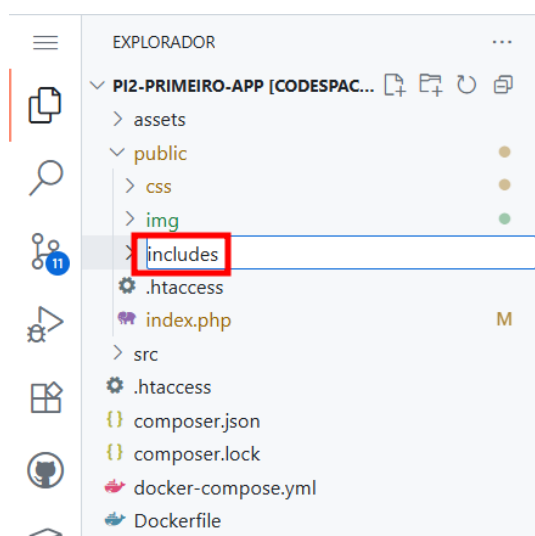 EXPLORADOR
PI2-PRIMEIRO-APP [CODESPAC...
assets
public
css
img
includes
.htaccess
index.php M
src
.htaccess
composer.json
composer.lock
docker-compose.yml
Dockerfile
11